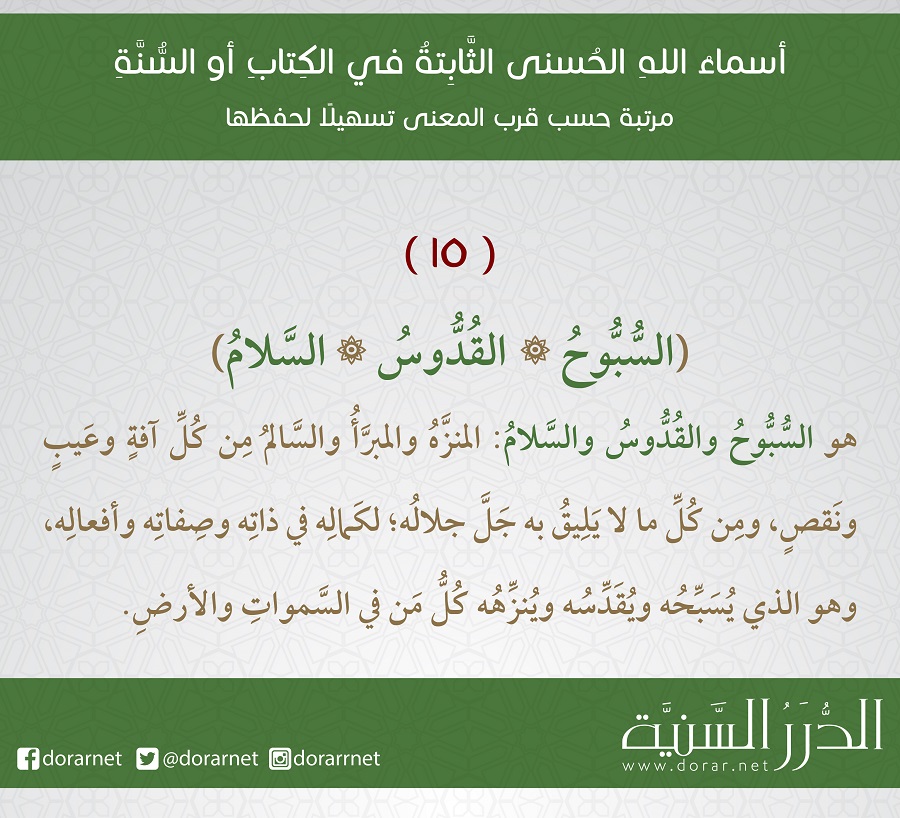 أسماءُ اللهِ الحُسنى الثَّابِتةُ في الكِتابِ أو السُّنَّةِ
مرتبة حسب قرب المعنى تسهيلًا لحفظها
( ١٥ )
(السُّبُّوحُ ۞ القُدُّوسُ ۞ السَّلامُ)
هو السُّبُّوحُ والقُدُّوسُ والسَّلامُ: المنزَّهُ والمبرَّأُ والسَّالمُ مِن كُلِّ آفةٍ وعَيبٍ
ونَقصٍ، ومِن كُلِّ ما لا يَلِيقُ به جَلَّ جلالُه؛ لكَمالِه في ذاتِه وصِفاتِه وأفعالِه،
وهو الذي يُسَبِّحُه ويُقَدِّسُه ويُنزِّهُه كُلُّ مَن في السَّمواتِ والأرضِ.
الدُّرَرُ السَّنيَّة
www.dorar.net
dorarnet @dorarnet dorarrnet